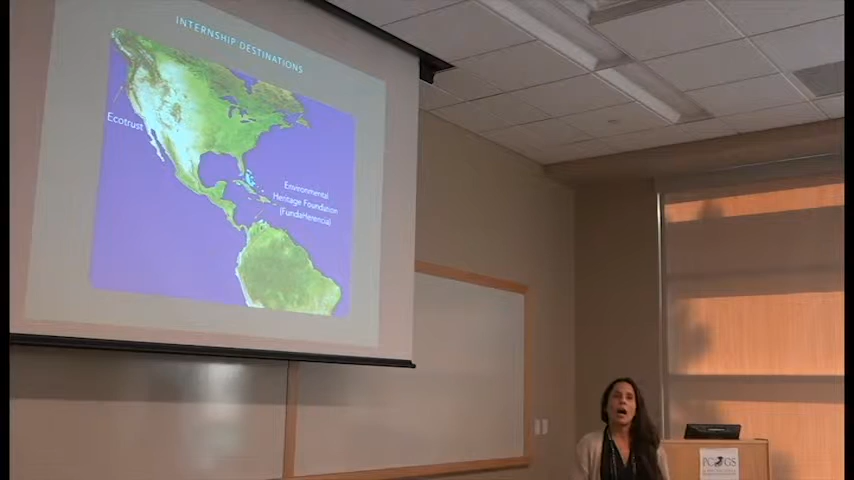 INTERNSHIP DESTINATIONS
Ecotrust
Environmental
Heritage Foundation
(FundaHerencia)